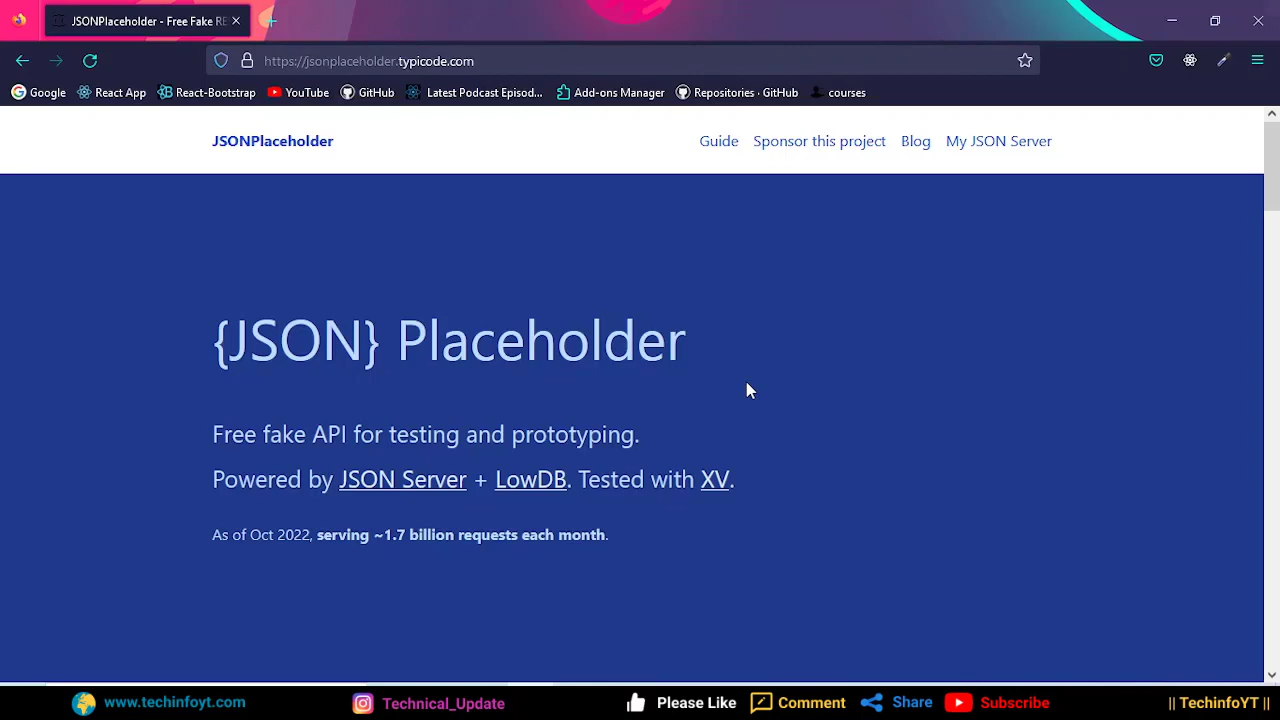 JSONPlaceholder - Free Fake RE
https://jsonplaceholder.typicode.com
Google React App React-Bootstrap YouTube GitHub Latest Podcast Episod... Add-ons Manager Repositories · GitHub courses
JSONPlaceholder Guide Sponsor this project Blog My JSON Server
{JSON} Placeholder
Free fake API for testing and prototyping.
Powered by JSON Server + LowDB. Tested with XV.
As of Oct 2022, serving ~1.7 billion requests each month.
www.techinfoyt.com Technical_Update Please Like Comment Share Subscribe || TechinfoYT ||